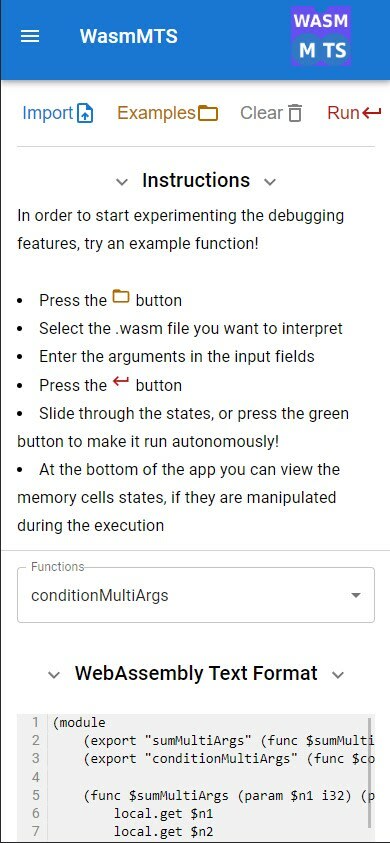 WasmMTS
WASM
M TS
Import Examples Clear Run
Instructions
In order to start experimenting the debugging
features, try an example function!
• Press the button
• Select the .wasm file you want to interpret
• Enter the arguments in the input fields
• Press the button
• Slide through the states, or press the green
button to make it run autonomously!
• At the bottom of the app you can view the
memory cells states, if they are manipulated
during the execution
Functions
conditionMultiArgs
WebAssembly Text Format
1 (module
2 (export "sumMultiArgs" (func $sumMulti
3 (export "conditionMultiArgs" (func $co
4
5 (func $sumMultiArgs (param $n1 i32) (p
6 local.get $n1
7 local.get $n2